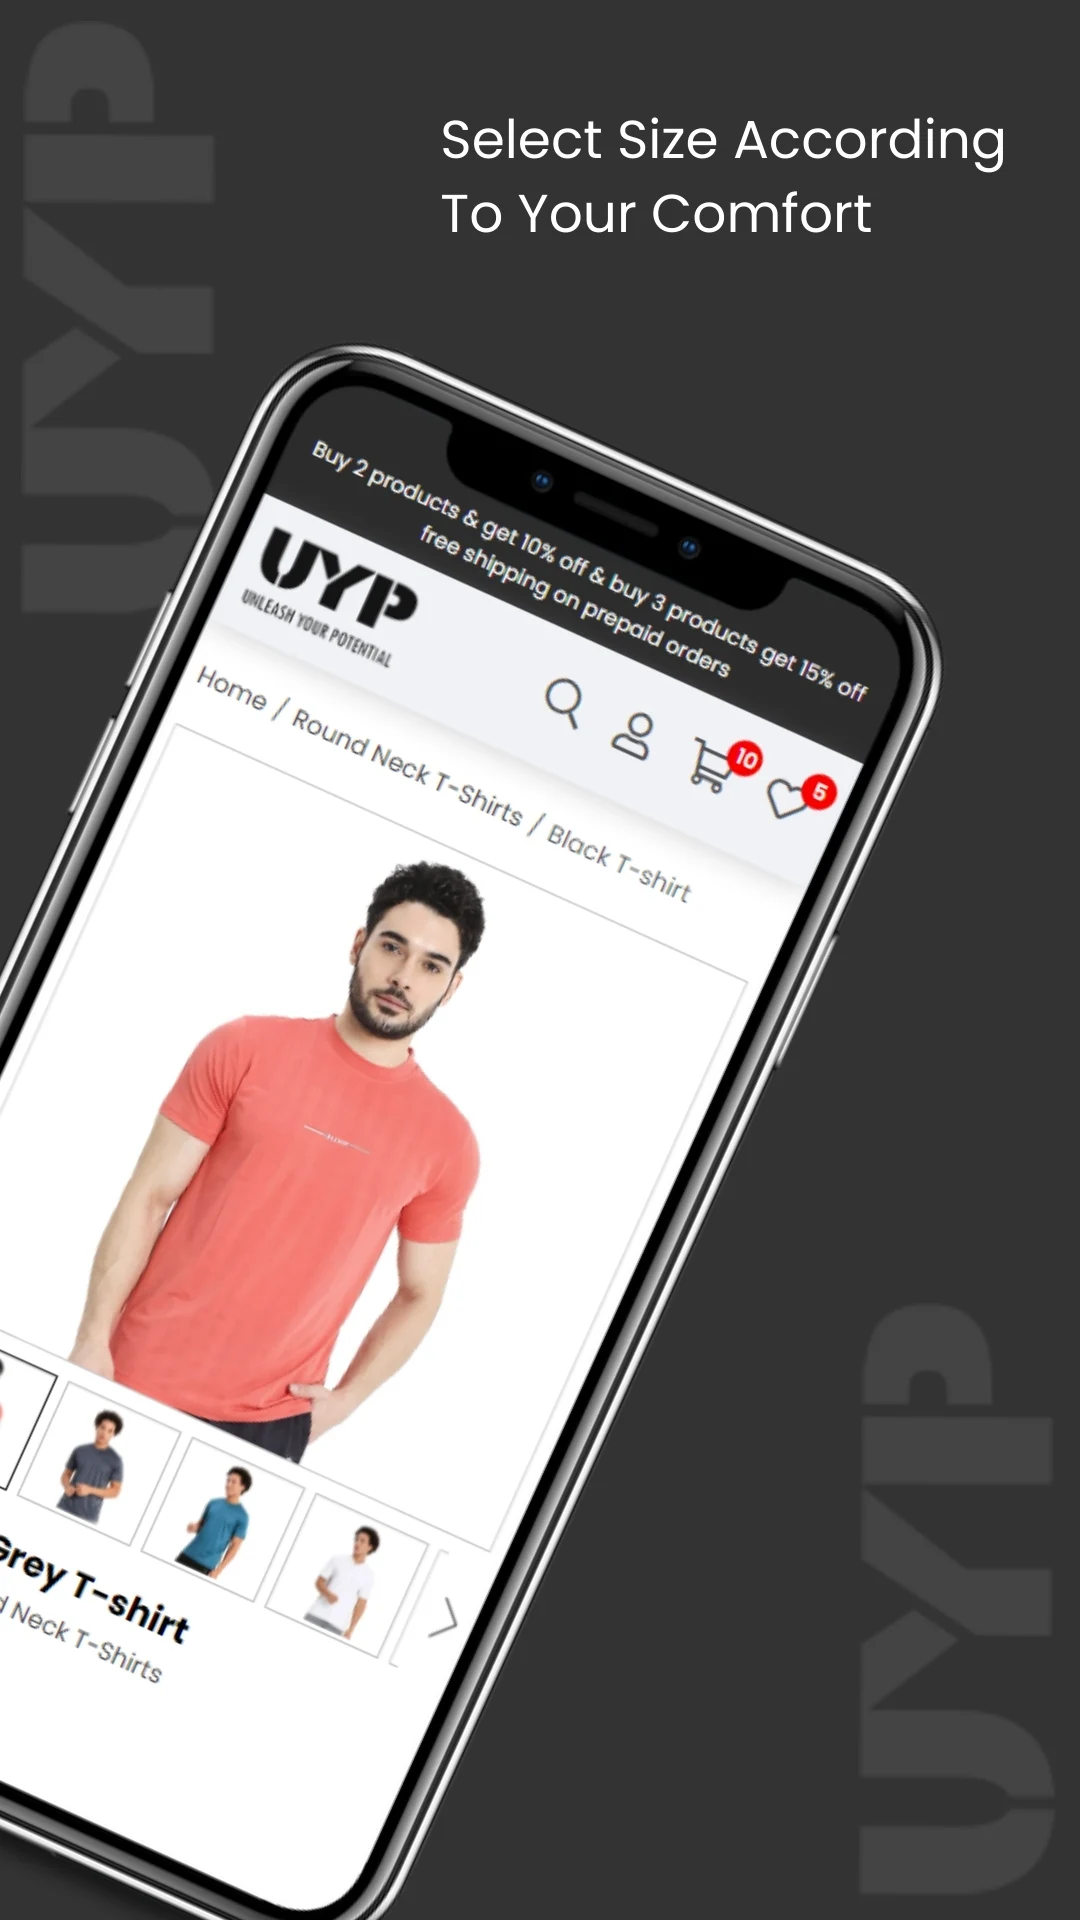 UYP
Select Size According
To Your Comfort
Buy 2 products & get 10% off & buy 3 products get 15% off
free shipping on prepaid orders
UYP
UNLEASH YOUR POTENTIAL
10
5
Home / Round Neck T-Shirts / Black T-shirt
Grey T-shirt
d Neck T-Shirts
UYP